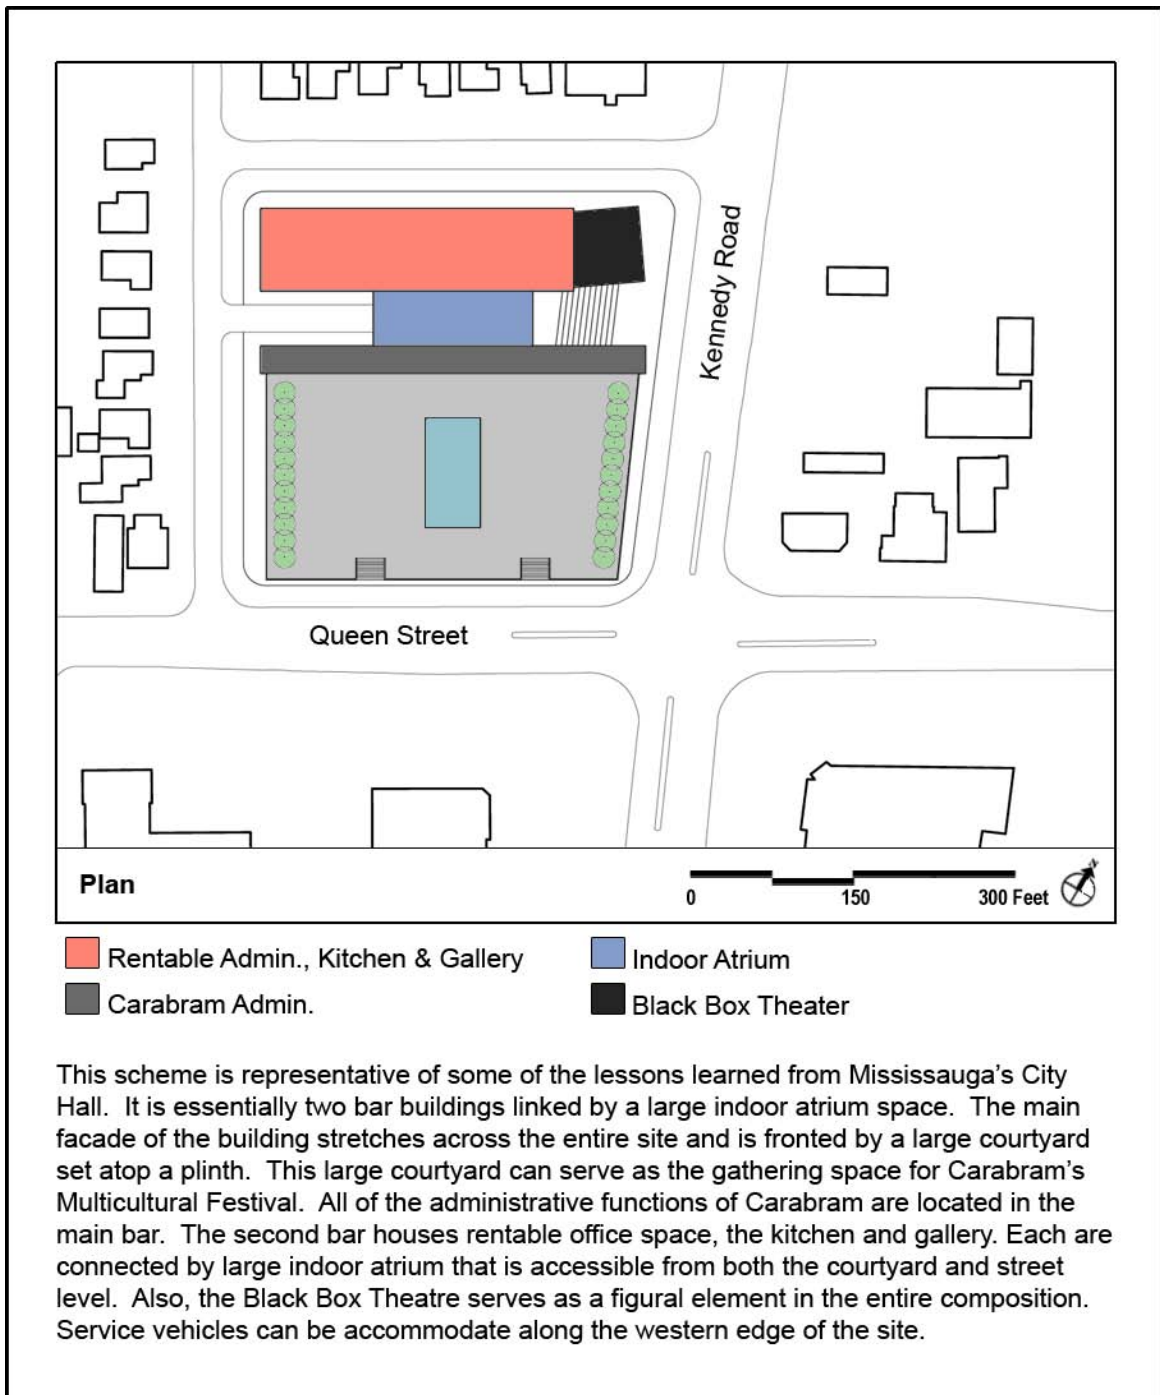 Kennedy Road
Queen Street
Plan
0
150
300 Feet
N
Rentable Admin., Kitchen & Gallery
Indoor Atrium
Carabram Admin.
Black Box Theater
This scheme is representative of some of the lessons learned from Mississauga's City
Hall. It is essentially two bar buildings linked by a large indoor atrium space. The main
facade of the building stretches across the entire site and is fronted by a large courtyard
set atop a plinth. This large courtyard can serve as the gathering space for Carabram's
Multicultural Festival. All of the administrative functions of Carabram are located in the
main bar. The second bar houses rentable office space, the kitchen and gallery. Each are
connected by large indoor atrium that is accessible from both the courtyard and street
level. Also, the Black Box Theatre serves as a figural element in the entire composition.
Service vehicles can be accommodate along the western edge of the site.